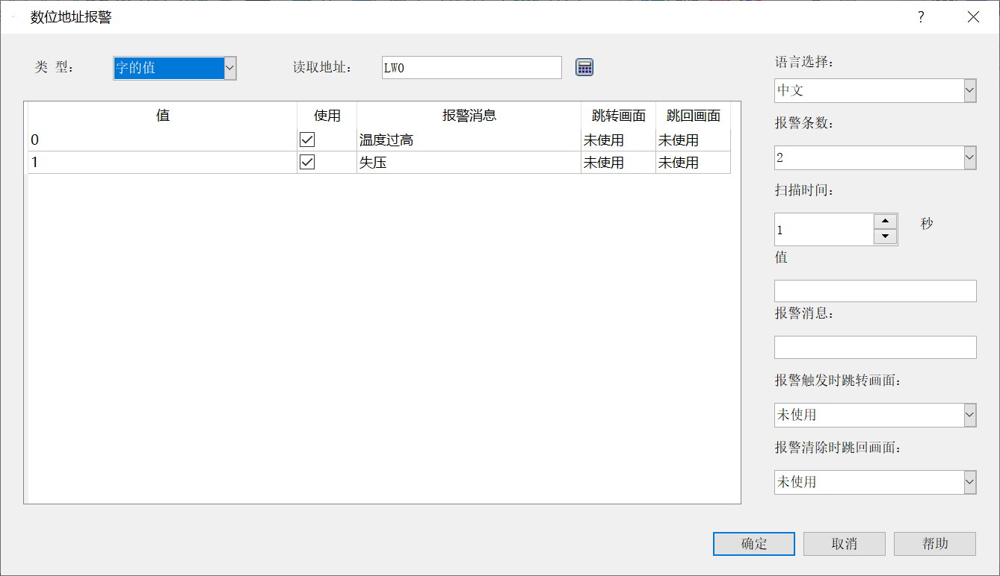 数位地址报警
类 型：
字的值
读取地址：
LW0
值 使用 报警消息 跳转画面 跳回画面
0 温度过高 未使用 未使用
1 失压 未使用 未使用
语言选择：
中文
报警条数：
2
扫描时间：
1 秒
值
报警消息：
报警触发时跳转画面：
未使用
报警清除时跳回画面：
未使用
确定 取消 帮助